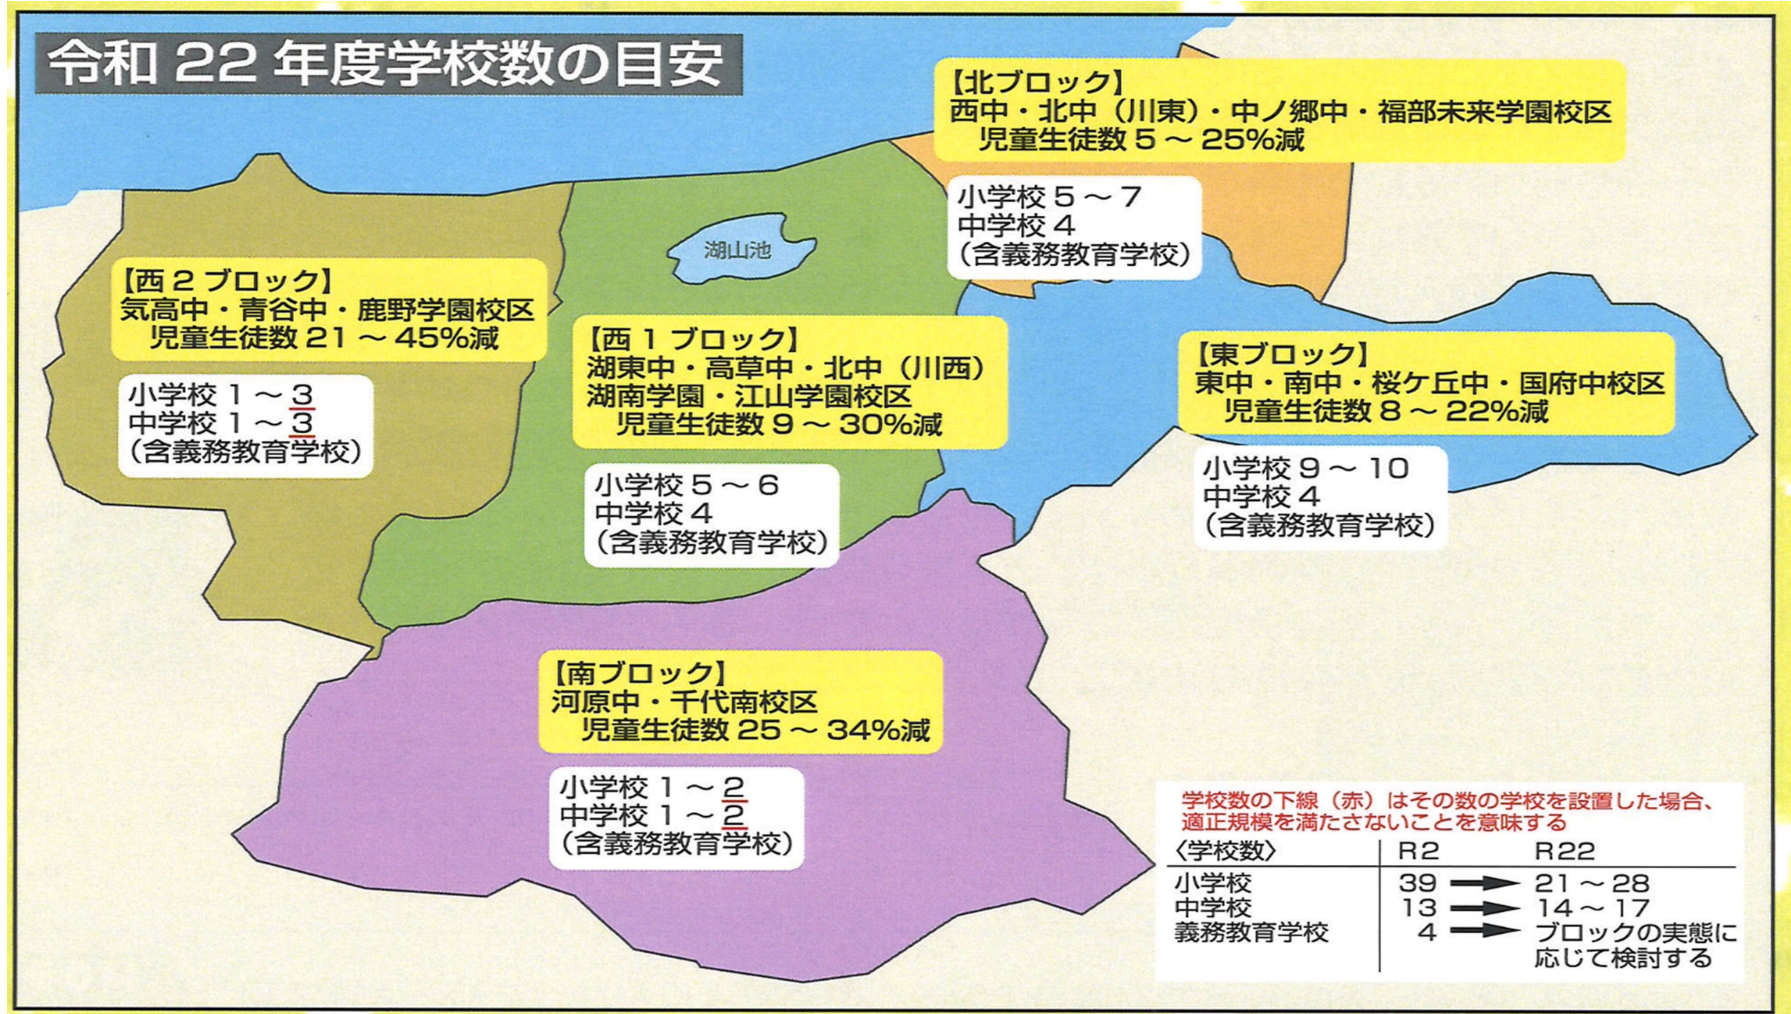 令和 22 年度学校数の目安
【北ブロック】
西中・北中（川東）・中ノ郷中・福部未来学園校区
児童生徒数 5 ～ 25%減
小学校 5 ～ 7
中学校 4
(含義務教育学校)
湖山池
【西 2 ブロック】
気高中・青谷中・鹿野学園校区
児童生徒数 21 ～ 45%減
小学校 1 ～ 3
中学校 1 ～ 3
(含義務教育学校)
【西 1 ブロック】
湖東中・高草中・北中（川西）
湖南学園・江山学園校区
児童生徒数 9 ～ 30%減
小学校 5 ～ 6
中学校 4
(含義務教育学校)
【東ブロック】
東中・南中・桜ケ丘中・国府中校区
児童生徒数 8 ～ 22%減
小学校 9 ～ 10
中学校 4
(含義務教育学校)
【南ブロック】
河原中・千代南校区
児童生徒数 25 ～ 34%減
小学校 1 ～ 2
中学校 1 ～ 2
(含義務教育学校)
学校数の下線（赤）はその数の学校を設置した場合、
適正規模を満たさないことを意味する
〈学校数〉 R2 R22
小学校 39 → 21 ～ 28
中学校 13 → 14 ～ 17
義務教育学校 4 → ブロックの実態に
応じて検討する